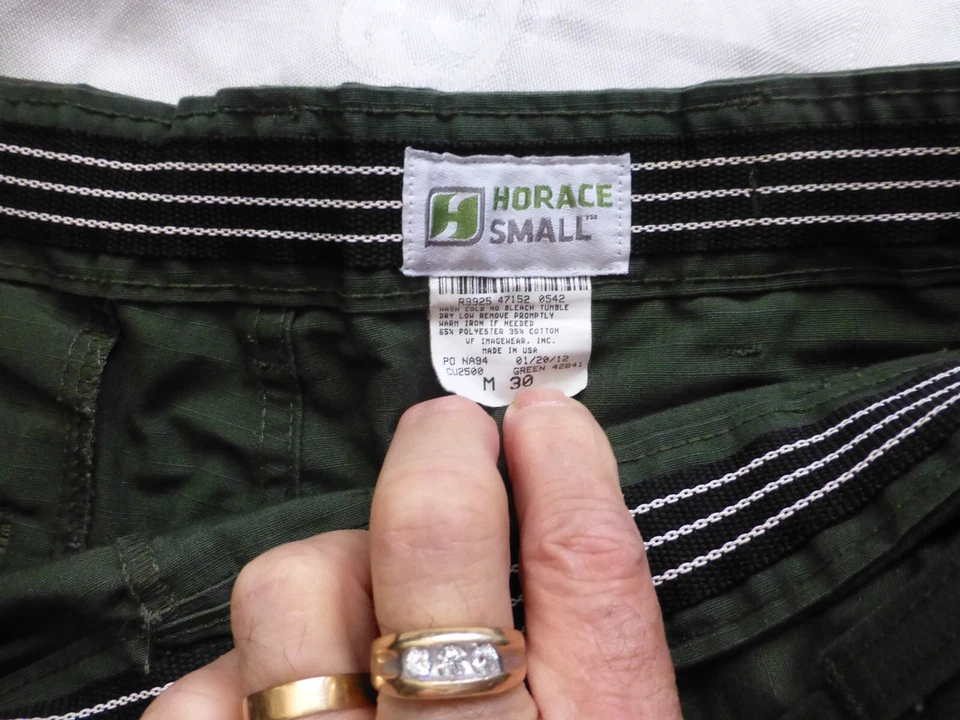 HORACE
SMALL™
R9925 47152 0542
WASH COLD NO BLEACH TUMBLE
DRY LOW REMOVE PROMPTLY
WARM IRON IF NEEDED
65% POLYESTER 35% COTTON
VF IMAGEWEAR, INC.
MADE IN USA
PO NA94 01/20/12
CU2500 GREEN 42841
M 30